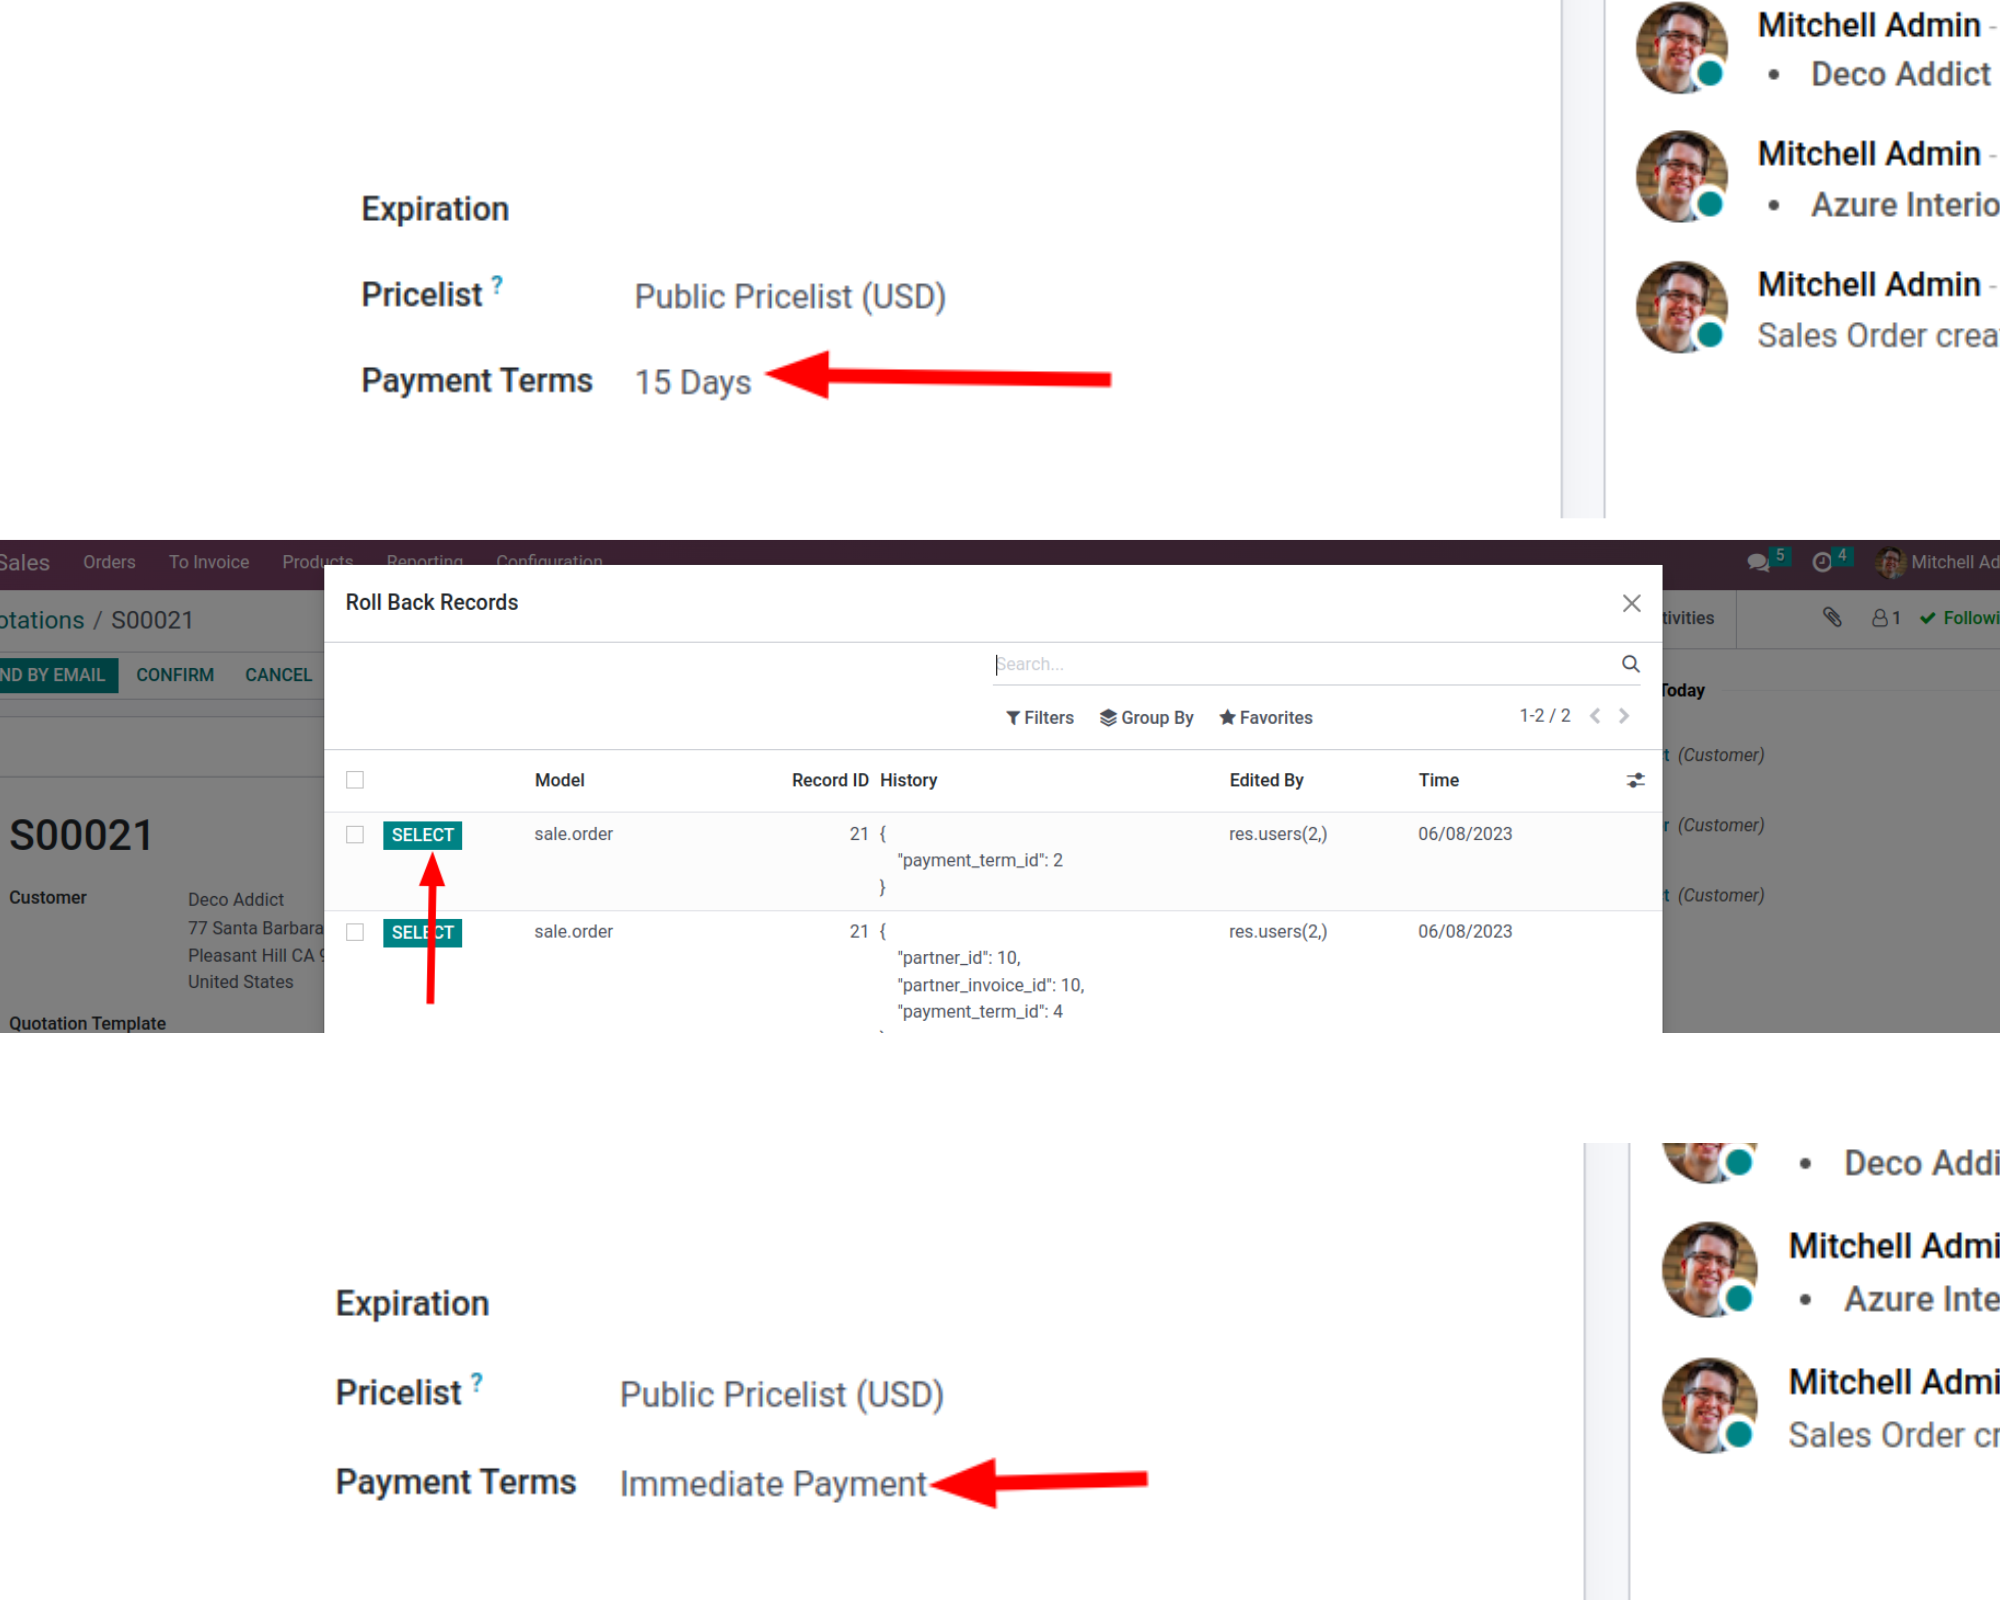 Mitchell Admin -
• Deco Addict
Mitchell Admin -
• Azure Interio
Mitchell Admin -
Sales Order crea
Expiration
Pricelist ? Public Pricelist (USD)
Payment Terms 15 Days
Sales Orders To Invoice Products Reporting Configuration 5 4 Mitchell Ad
otations / S00021
tivities 1 Followi
ND BY EMAIL CONFIRM CANCEL
Today
t (Customer)
r (Customer)
t (Customer)
S00021
Customer Deco Addict
77 Santa Barbara
Pleasant Hill CA 9
United States
Quotation Template
Roll Back Records
Search...
Filters Group By Favorites 1-2 / 2
Model Record ID History Edited By Time
SELECT sale.order 21 { res.users(2,) 06/08/2023
"payment_term_id": 2
}
SELECT sale.order 21 { res.users(2,) 06/08/2023
"partner_id": 10,
"partner_invoice_id": 10,
"payment_term_id": 4
• Deco Addi
Mitchell Admi
• Azure Inte
Mitchell Admi
Sales Order cr
Expiration
Pricelist ? Public Pricelist (USD)
Payment Terms Immediate Payment